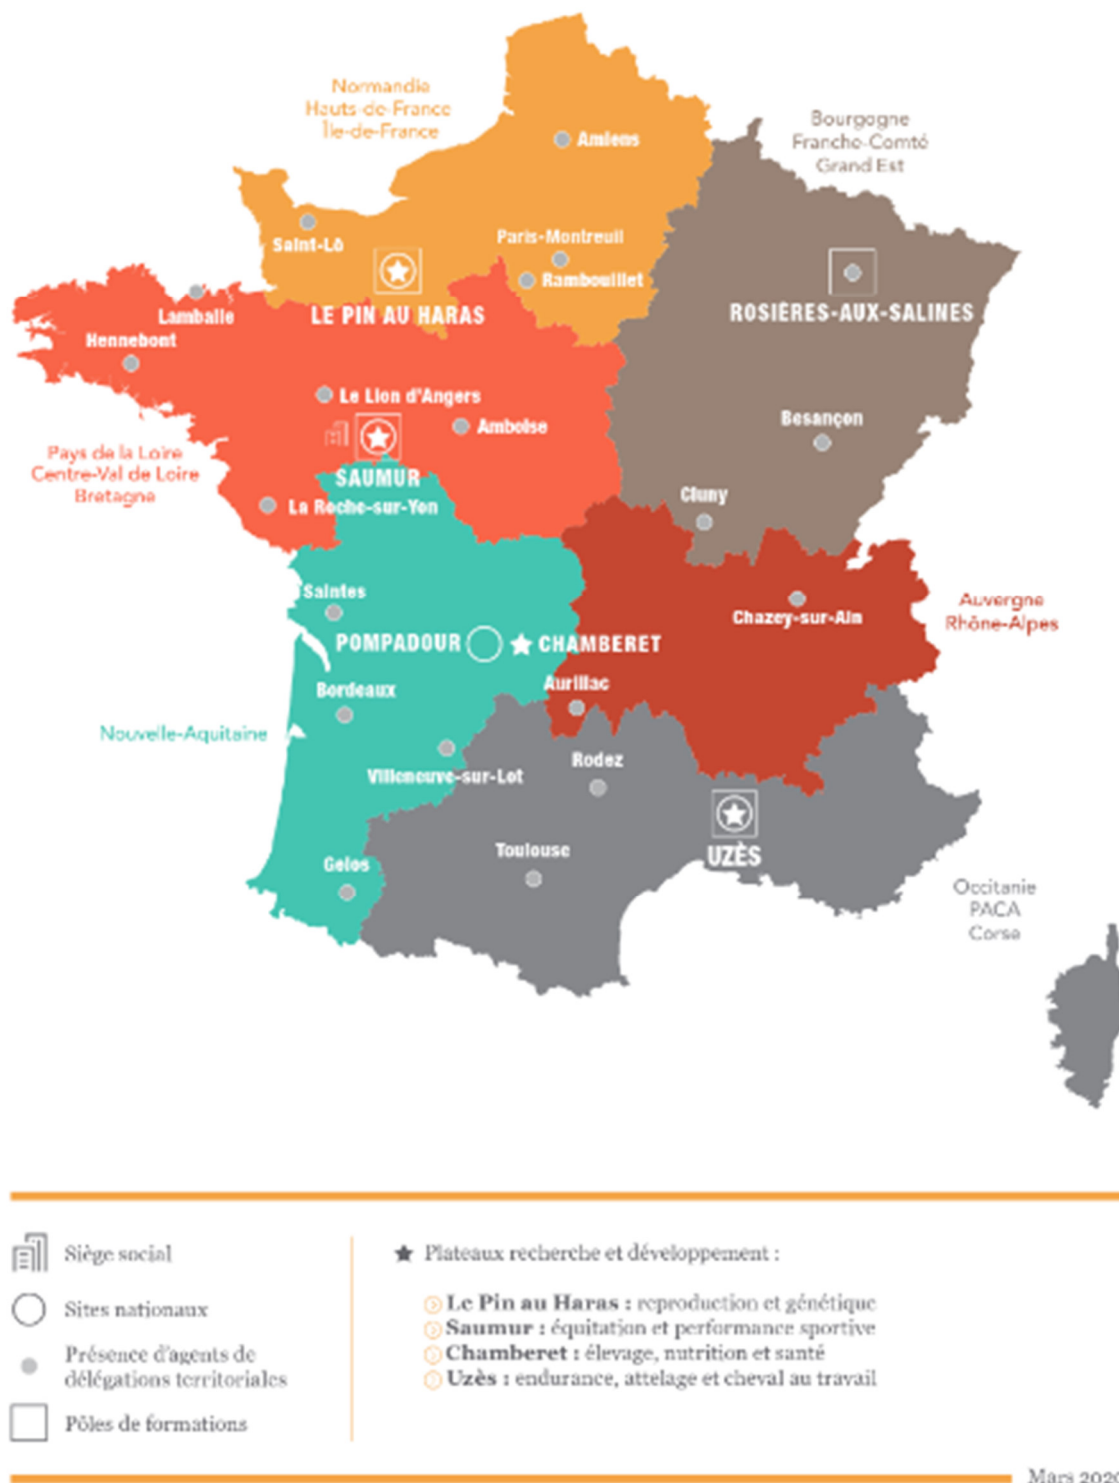 Normandie
Hauts-de-France
Île-de-France
Bourgogne
Franche-Comté
Grand Est
Amiens
Saint-Lô
Paris-Montreuil
Rambouillet
LE PIN AU HARAS
ROSIÈRES-AUX-SALINES
Lamballe
Hennebont
Le Lion d'Angers
Amboise
Besançon
Pays de la Loire
Centre-Val de Loire
Bretagne
SAUMUR
La Roche-sur-Yon
Cluny
Saintes
Chazey-sur-Ain
Auvergne
Rhône-Alpes
POMPADOUR
CHAMBERET
Aurillac
Bordeaux
Nouvelle-Aquitaine
Villeneuve-sur-Lot
Rodez
UZÈS
Toulouse
Gelos
Occitanie
PACA
Corse
Siège social
Sites nationaux
Présence d'agents de
délégations territoriales
Pôles de formations
Plateaux recherche et développement :
Le Pin au Haras : reproduction et génétique
Saumur : équitation et performance sportive
Chamberet : élevage, nutrition et santé
Uzès : endurance, attelage et cheval au travail
Mars